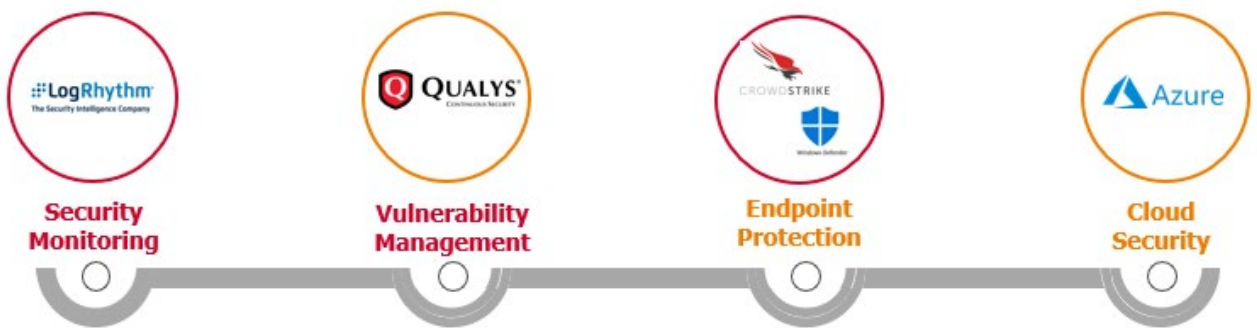 LogRhythm
The Security Intelligence Company
Security
Monitoring
Q QUALYS
CONTINUOUS SECURITY
Vulnerability
Management
CROWDSTRIKE
Windows Defender
Endpoint
Protection
Azure
Cloud
Security